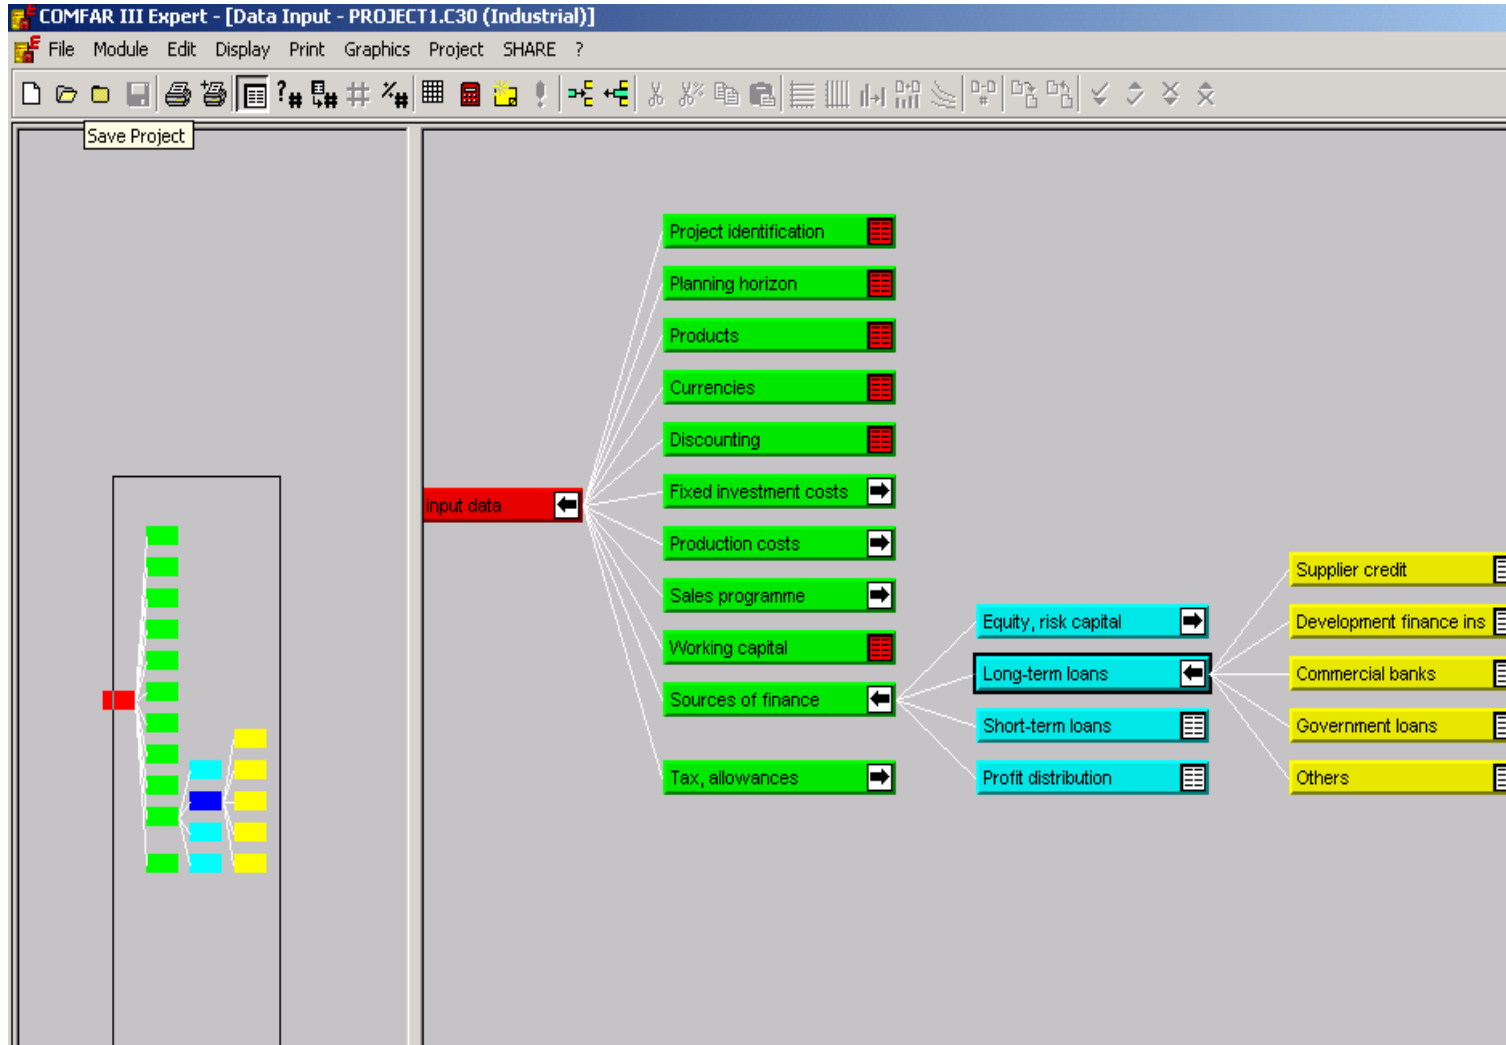 COMFAR III Expert - [Data Input - PROJECT1.C30 (Industrial)]
File Module Edit Display Print Graphics Project SHARE ?
Save Project
Project identification
Planning horizon
Products
Currencies
Discounting
Fixed investment costs
input data
Production costs
Supplier credit
Sales programme
Equity, risk capital
Development finance ins
Working capital
Long-term loans
Commercial banks
Sources of finance
Short-term loans
Government loans
Tax, allowances
Profit distribution
Others